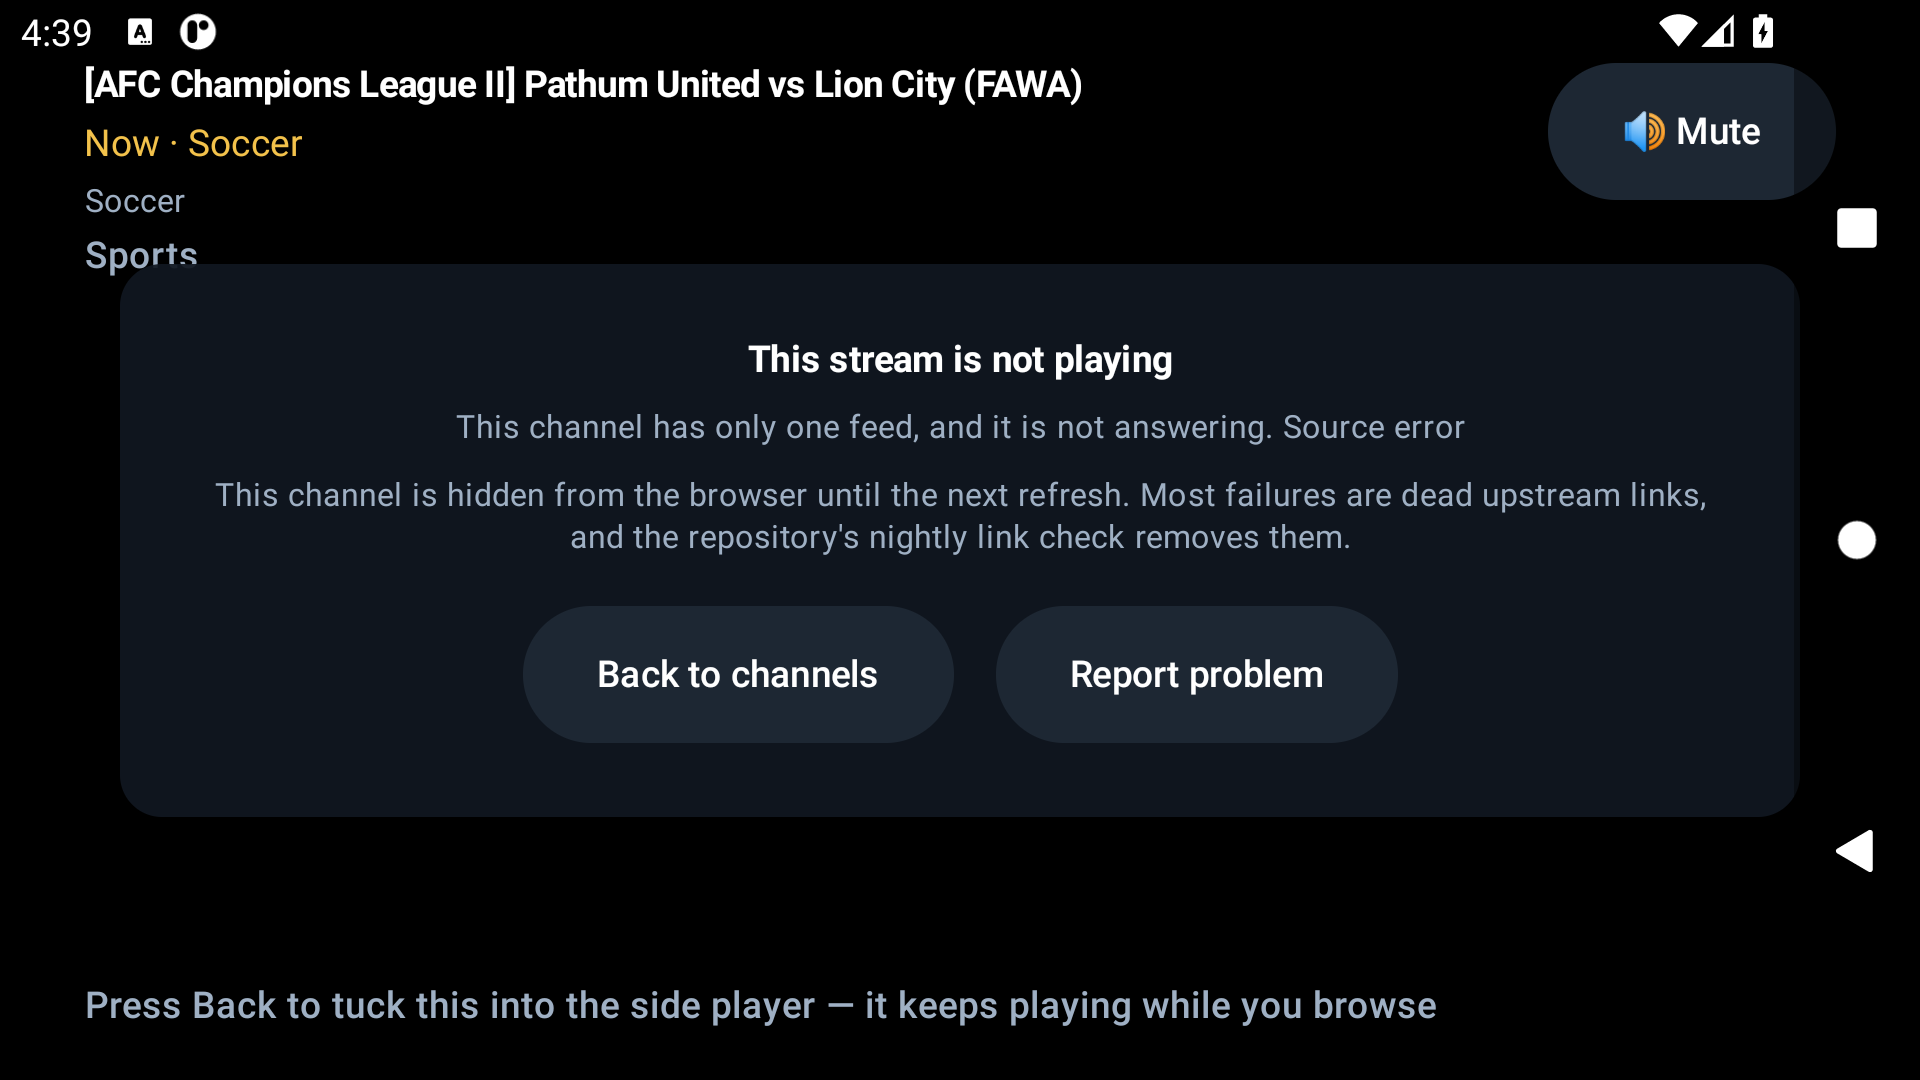 4:39
[AFC Champions League II] Pathum United vs Lion City (FAWA)
Now · Soccer
Soccer
Sports
🔊 Mute
This stream is not playing
This channel has only one feed, and it is not answering. Source error
This channel is hidden from the browser until the next refresh. Most failures are dead upstream links,
and the repository's nightly link check removes them.
Back to channels
Report problem
Press Back to tuck this into the side player — it keeps playing while you browse